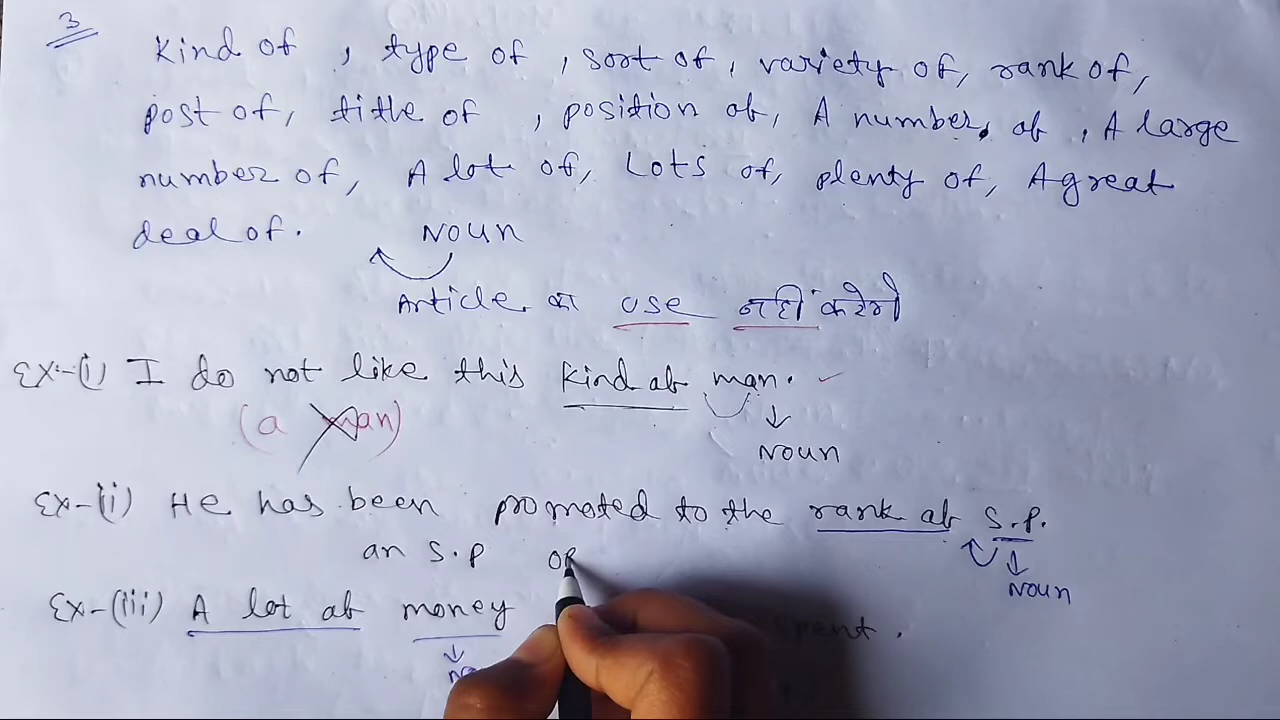 3
Kind of, type of, sort of, variety of, rank of,
post of, title of, position of, A number, of, A large
number of, A lot of, Lots of, plenty of, A great
deal of. NOUN
Article का USE नहीं करेंगे
Ex.-(i) I do not like this kind of man.
(a man)
NOUN
Ex-(ii) He has been promoted to the rank of S.P.
an S.P OR
NOUN
Ex-(iii) A lot of money spent.